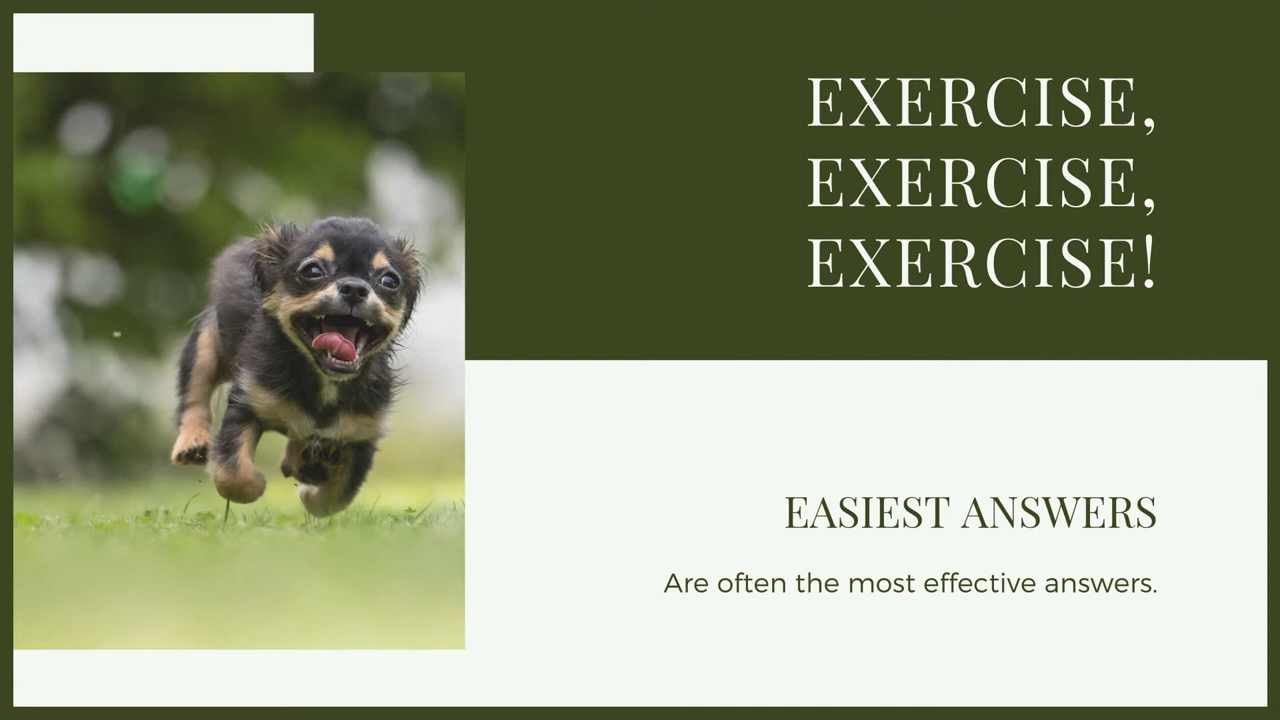 EXERCISE,
EXERCISE,
EXERCISE!
EASIEST ANSWERS
Are often the most effective answers.